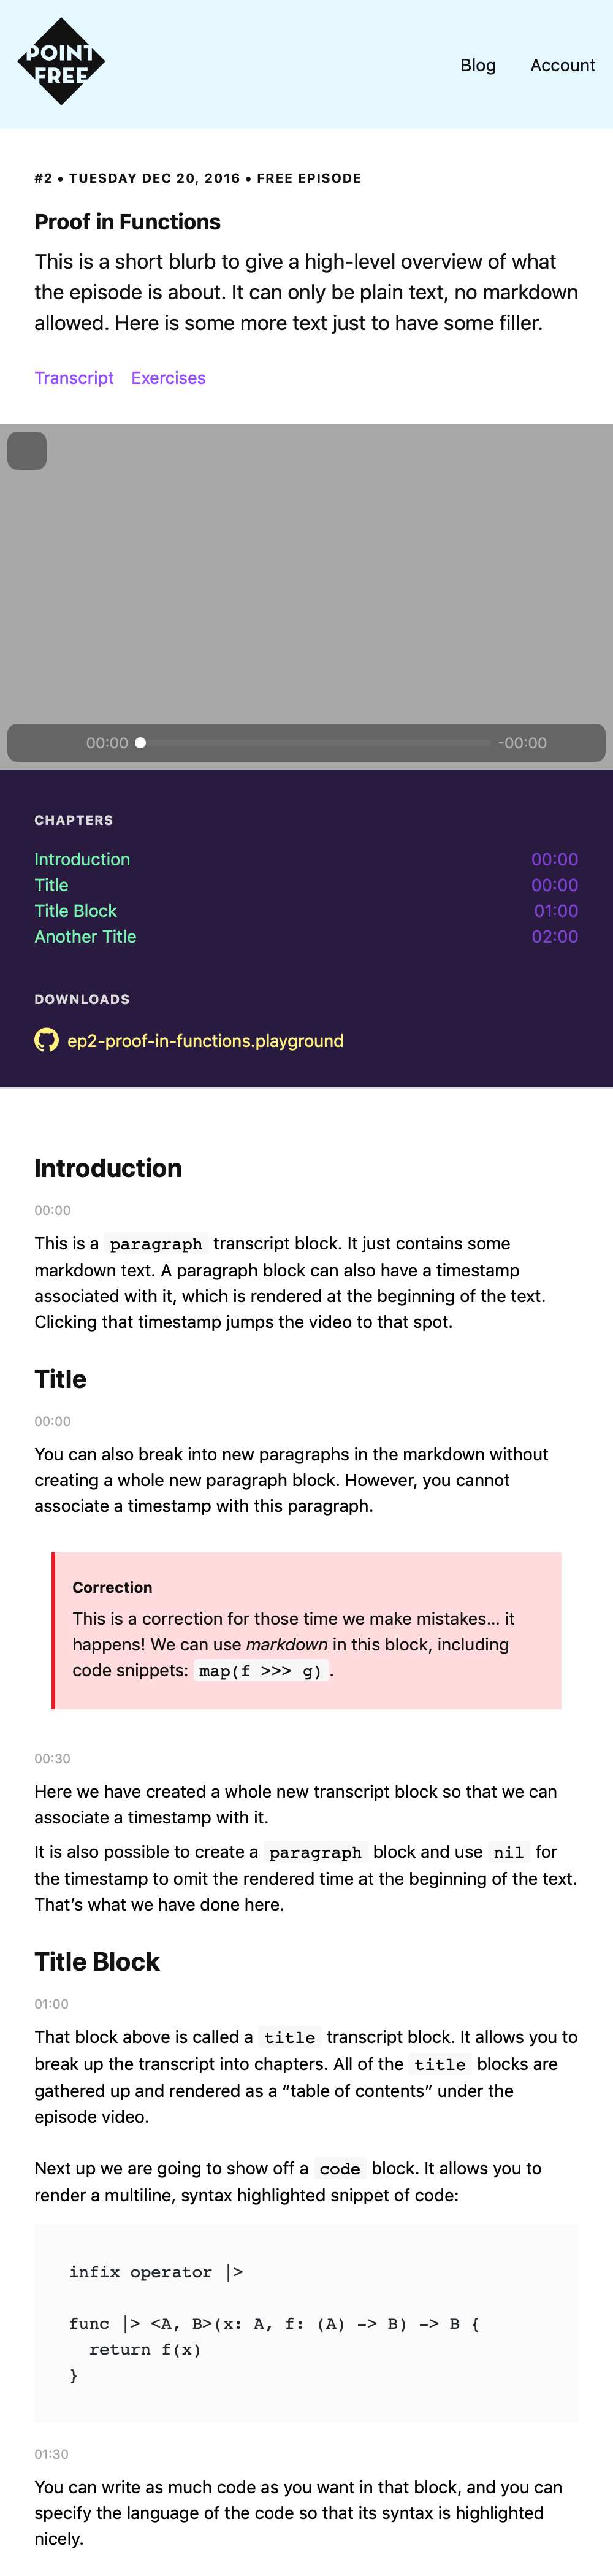 POINT
FREE
Blog Account
#2 • TUESDAY DEC 20, 2016 • FREE EPISODE
Proof in Functions
This is a short blurb to give a high-level overview of what
the episode is about. It can only be plain text, no markdown
allowed. Here is some more text just to have some filler.
Transcript Exercises
00:00 -00:00
CHAPTERS
Introduction 00:00
Title 00:00
Title Block 01:00
Another Title 02:00
DOWNLOADS
ep2-proof-in-functions.playground
Introduction
00:00
This is a paragraph transcript block. It just contains some
markdown text. A paragraph block can also have a timestamp
associated with it, which is rendered at the beginning of the text.
Clicking that timestamp jumps the video to that spot.
Title
00:00
You can also break into new paragraphs in the markdown without
creating a whole new paragraph block. However, you cannot
associate a timestamp with this paragraph.
Correction
This is a correction for those time we make mistakes… it
happens! We can use markdown in this block, including
code snippets: map(f >>> g).
00:30
Here we have created a whole new transcript block so that we can
associate a timestamp with it.
It is also possible to create a paragraph block and use nil for
the timestamp to omit the rendered time at the beginning of the text.
That’s what we have done here.
Title Block
01:00
That block above is called a title transcript block. It allows you to
break up the transcript into chapters. All of the title blocks are
gathered up and rendered as a “table of contents” under the
episode video.
Next up we are going to show off a code block. It allows you to
render a multiline, syntax highlighted snippet of code:
infix operator |>
func |> <A, B>(x: A, f: (A) -> B) -> B {
  return f(x)
}
01:30
You can write as much code as you want in that block, and you can
specify the language of the code so that its syntax is highlighted
nicely.